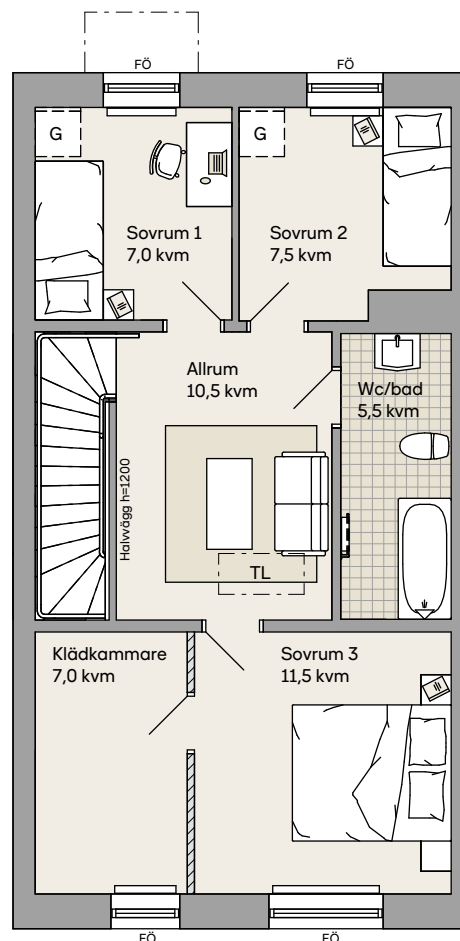 FÖ
FÖ
G
G
Sovrum 1
7,0 kvm
Sovrum 2
7,5 kvm
Allrum
10,5 kvm
Wc/bad
5,5 kvm
Halvvägg h=1200
TL
Klädkammare
7,0 kvm
Sovrum 3
11,5 kvm
FÖ
FÖ